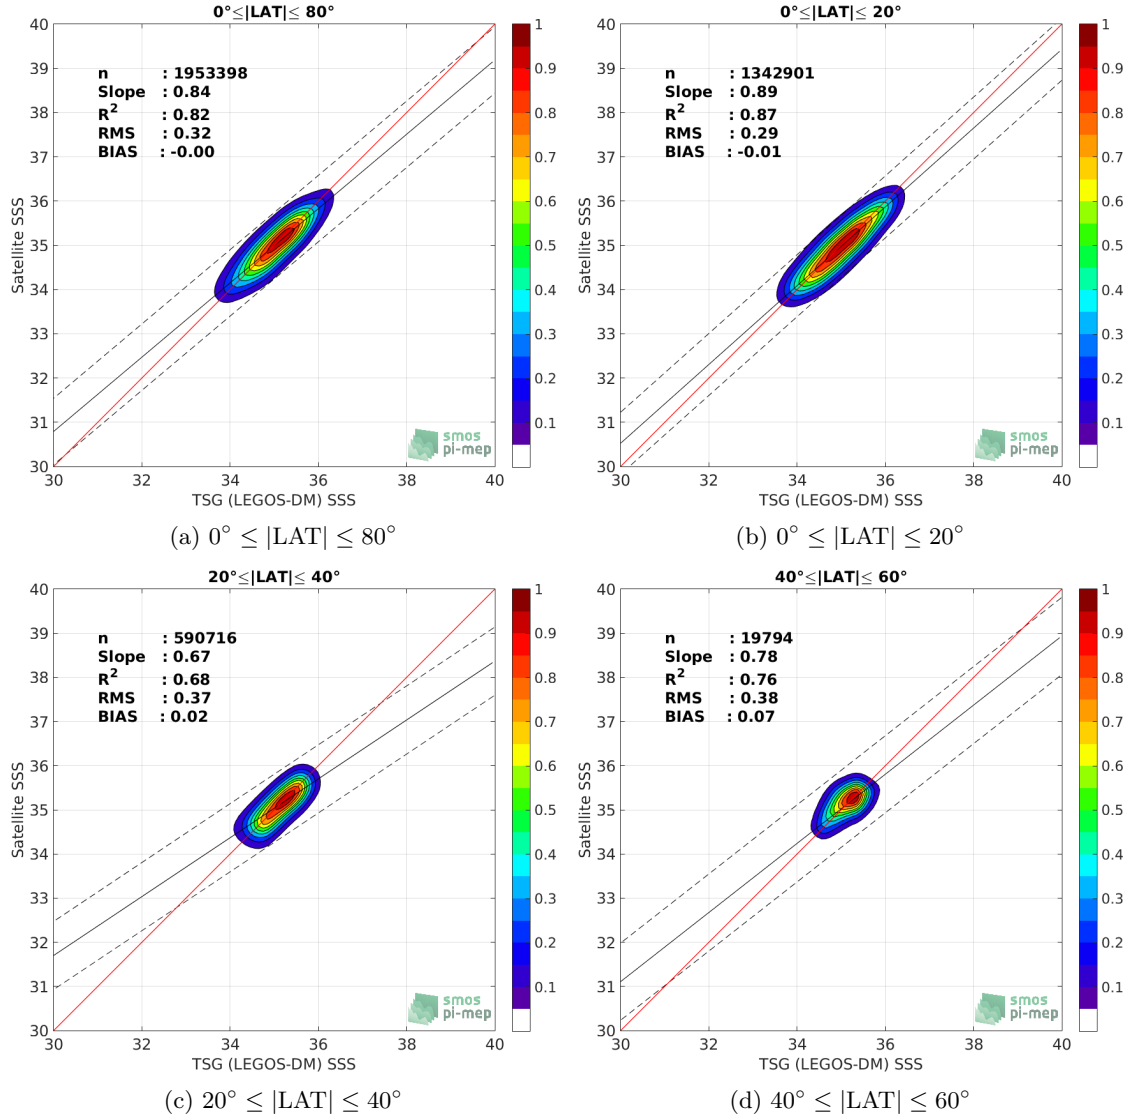 0°≤|LAT|≤ 80°
n : 1953398
Slope : 0.84
R² : 0.82
RMS : 0.32
BIAS : -0.00
40
39
38
37
36
35
34
33
32
31
30
Satellite SSS
30 32 34 36 38 40
TSG (LEGOS-DM) SSS
1
0.9
0.8
0.7
0.6
0.5
0.4
0.3
0.2
0.1
smos
pi-mep
(a) 0° ≤ |LAT| ≤ 80°
0°≤|LAT|≤ 20°
n : 1342901
Slope : 0.89
R² : 0.87
RMS : 0.29
BIAS : -0.01
40
39
38
37
36
35
34
33
32
31
30
Satellite SSS
30 32 34 36 38 40
TSG (LEGOS-DM) SSS
1
0.9
0.8
0.7
0.6
0.5
0.4
0.3
0.2
0.1
smos
pi-mep
(b) 0° ≤ |LAT| ≤ 20°
20°≤|LAT|≤ 40°
n : 590716
Slope : 0.67
R² : 0.68
RMS : 0.37
BIAS : 0.02
40
39
38
37
36
35
34
33
32
31
30
Satellite SSS
30 32 34 36 38 40
TSG (LEGOS-DM) SSS
1
0.9
0.8
0.7
0.6
0.5
0.4
0.3
0.2
0.1
smos
pi-mep
(c) 20° ≤ |LAT| ≤ 40°
40°≤|LAT|≤ 60°
n : 19794
Slope : 0.78
R² : 0.76
RMS : 0.38
BIAS : 0.07
40
39
38
37
36
35
34
33
32
31
30
Satellite SSS
30 32 34 36 38 40
TSG (LEGOS-DM) SSS
1
0.9
0.8
0.7
0.6
0.5
0.4
0.3
0.2
0.1
smos
pi-mep
(d) 40° ≤ |LAT| ≤ 60°